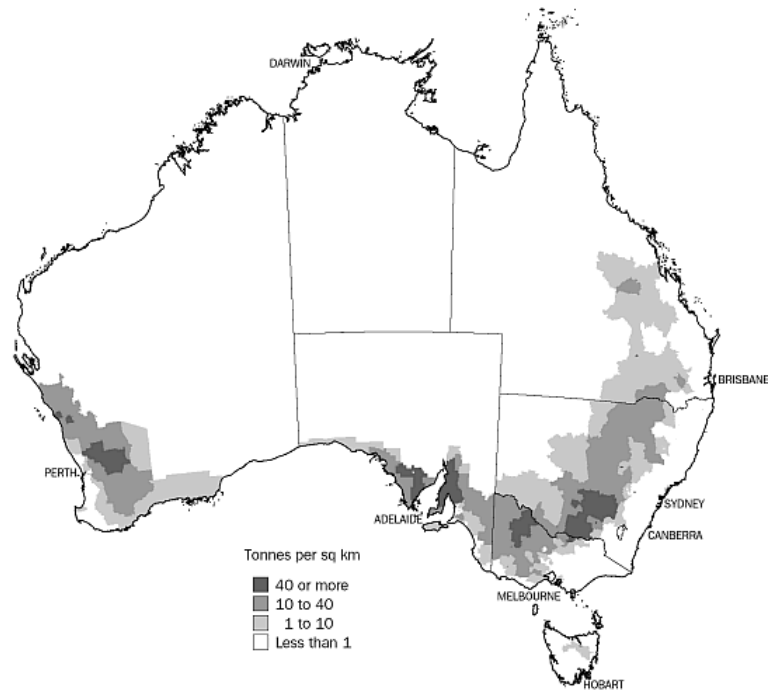 DARWIN
BRISBANE
PERTH
SYDNEY
ADELAIDE
CANBERRA
Tonnes per sq km
40 or more
10 to 40
1 to 10
Less than 1
MELBOURNE
HOBART